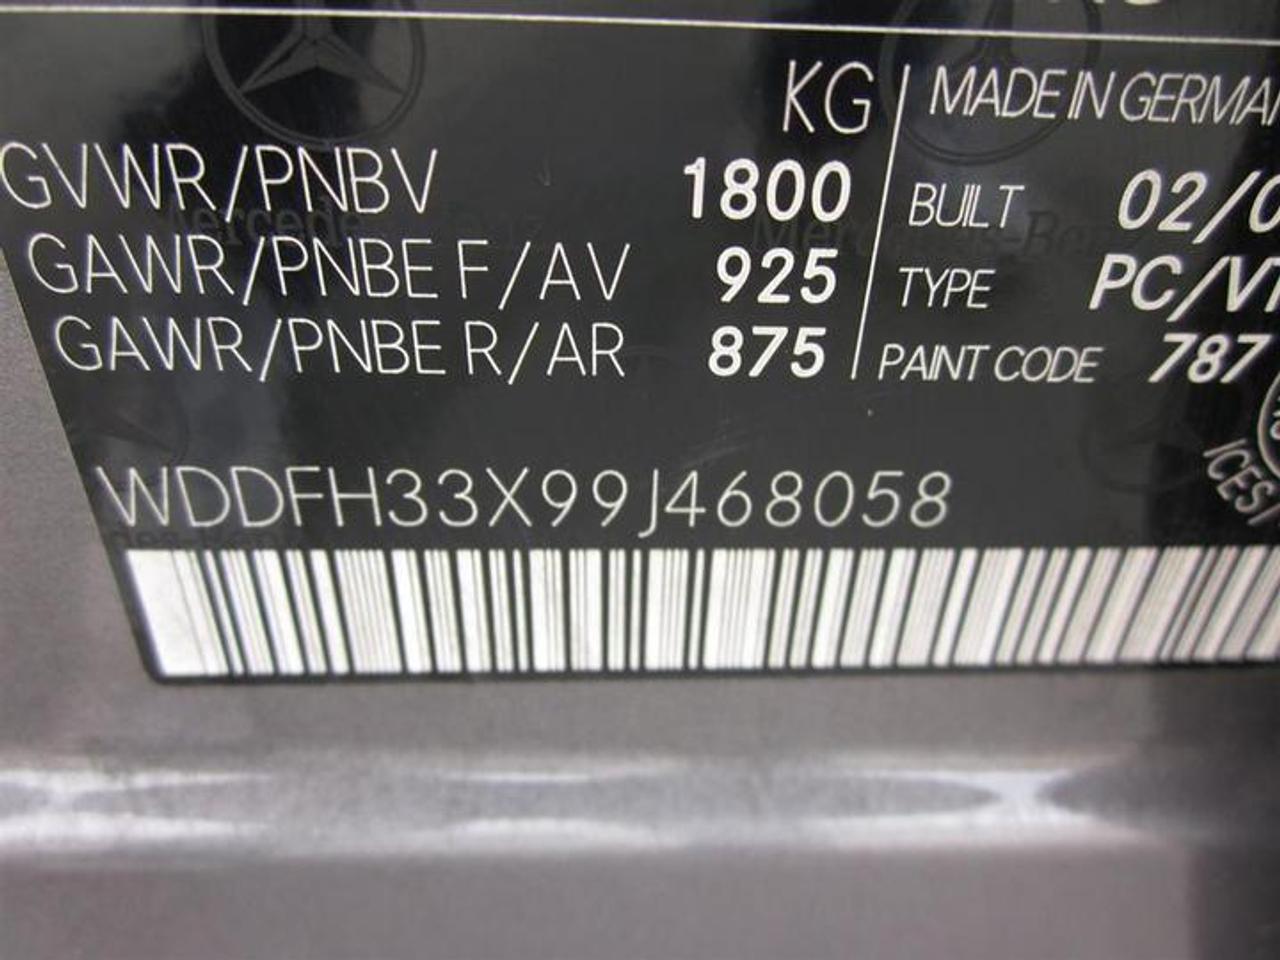 KG
MADE IN GERMA
GVWR/PNBV 1800
BUILT 02/0
GAWR/PNBE F/AV 925
TYPE PC/V
GAWR/PNBE R/AR 875
PAINT CODE 787
WDDFH33X99J468058
ICES/